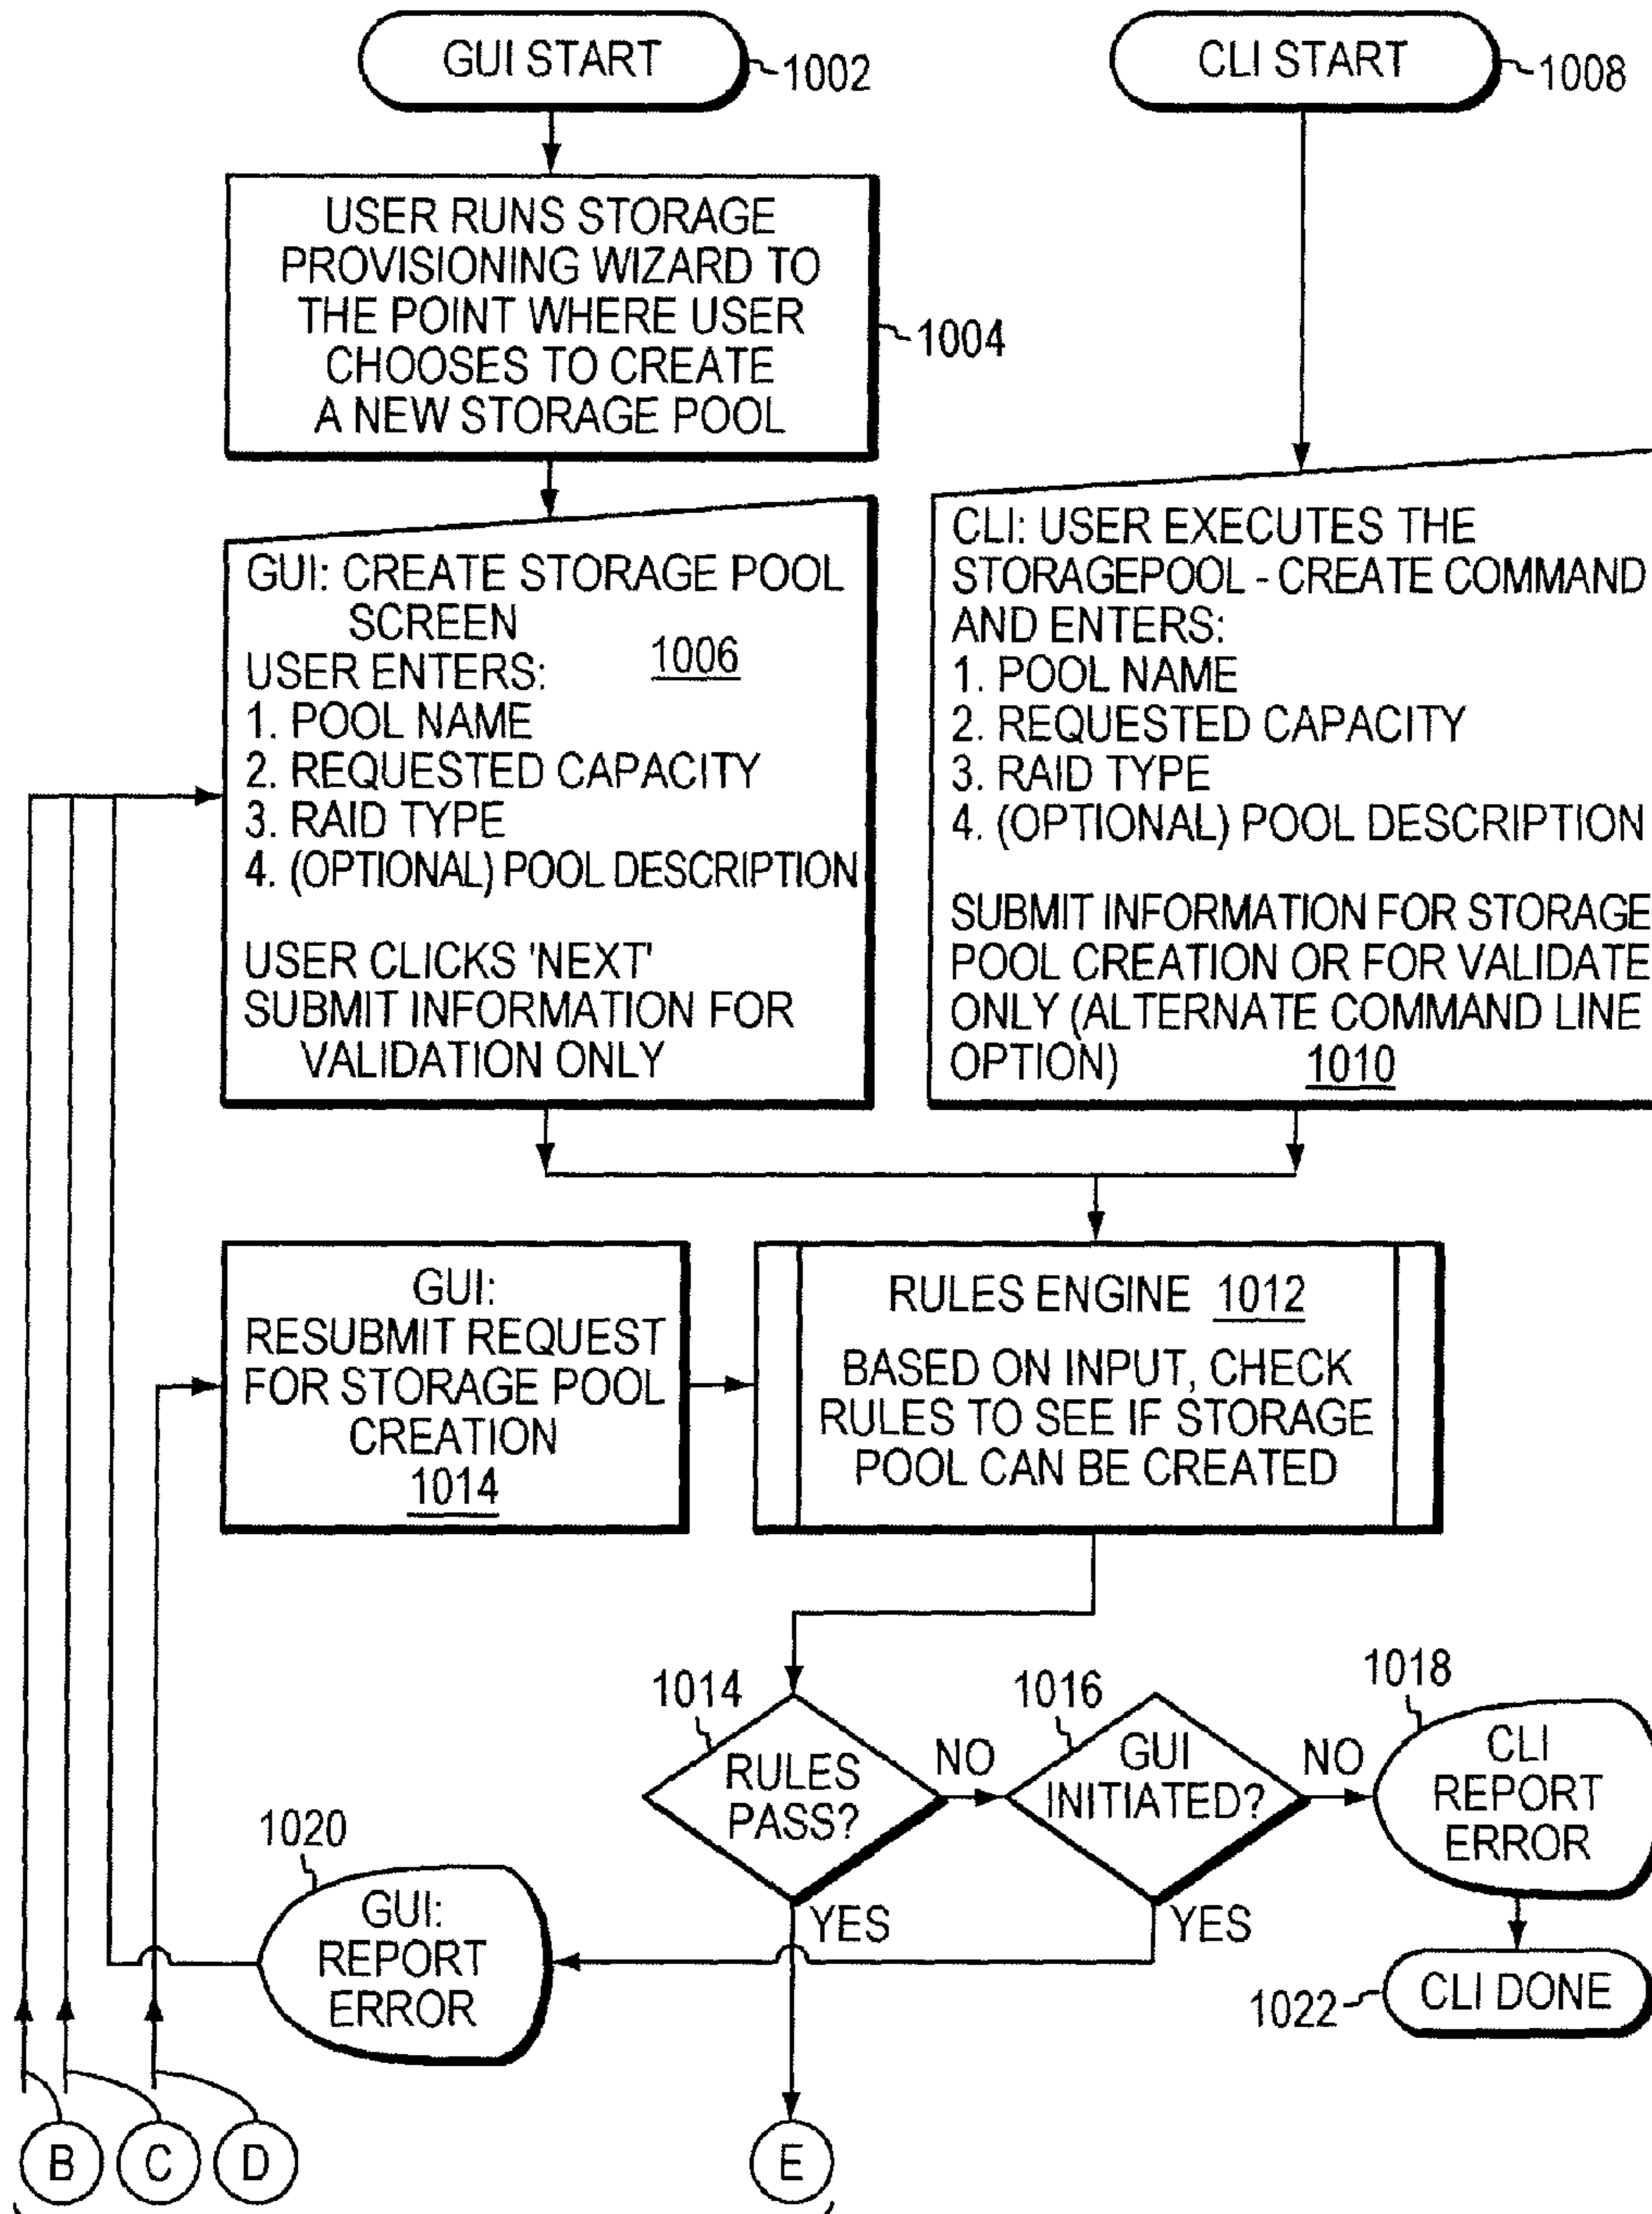 GUI START
1002
CLI START
1008
USER RUNS STORAGE
PROVISIONING WIZARD TO
THE POINT WHERE USER
CHOOSES TO CREATE
A NEW STORAGE POOL
1004
GUI: CREATE STORAGE POOL
SCREEN
1006
USER ENTERS:
1. POOL NAME
2. REQUESTED CAPACITY
3. RAID TYPE
4. (OPTIONAL) POOL DESCRIPTION
USER CLICKS 'NEXT'
SUBMIT INFORMATION FOR
VALIDATION ONLY
CLI: USER EXECUTES THE
STORAGEPOOL - CREATE COMMAND
AND ENTERS:
1. POOL NAME
2. REQUESTED CAPACITY
3. RAID TYPE
4. (OPTIONAL) POOL DESCRIPTION
SUBMIT INFORMATION FOR STORAGE
POOL CREATION OR FOR VALIDATE
ONLY (ALTERNATE COMMAND LINE
OPTION)
1010
GUI:
RESUBMIT REQUEST
FOR STORAGE POOL
CREATION
1014
RULES ENGINE 1012
BASED ON INPUT, CHECK
RULES TO SEE IF STORAGE
POOL CAN BE CREATED
1014
RULES
PASS?
NO
YES
1016
GUI
INITIATED?
NO
YES
1018
CLI
REPORT
ERROR
1020
GUI:
REPORT
ERROR
1022
CLI DONE
B
C
D
E